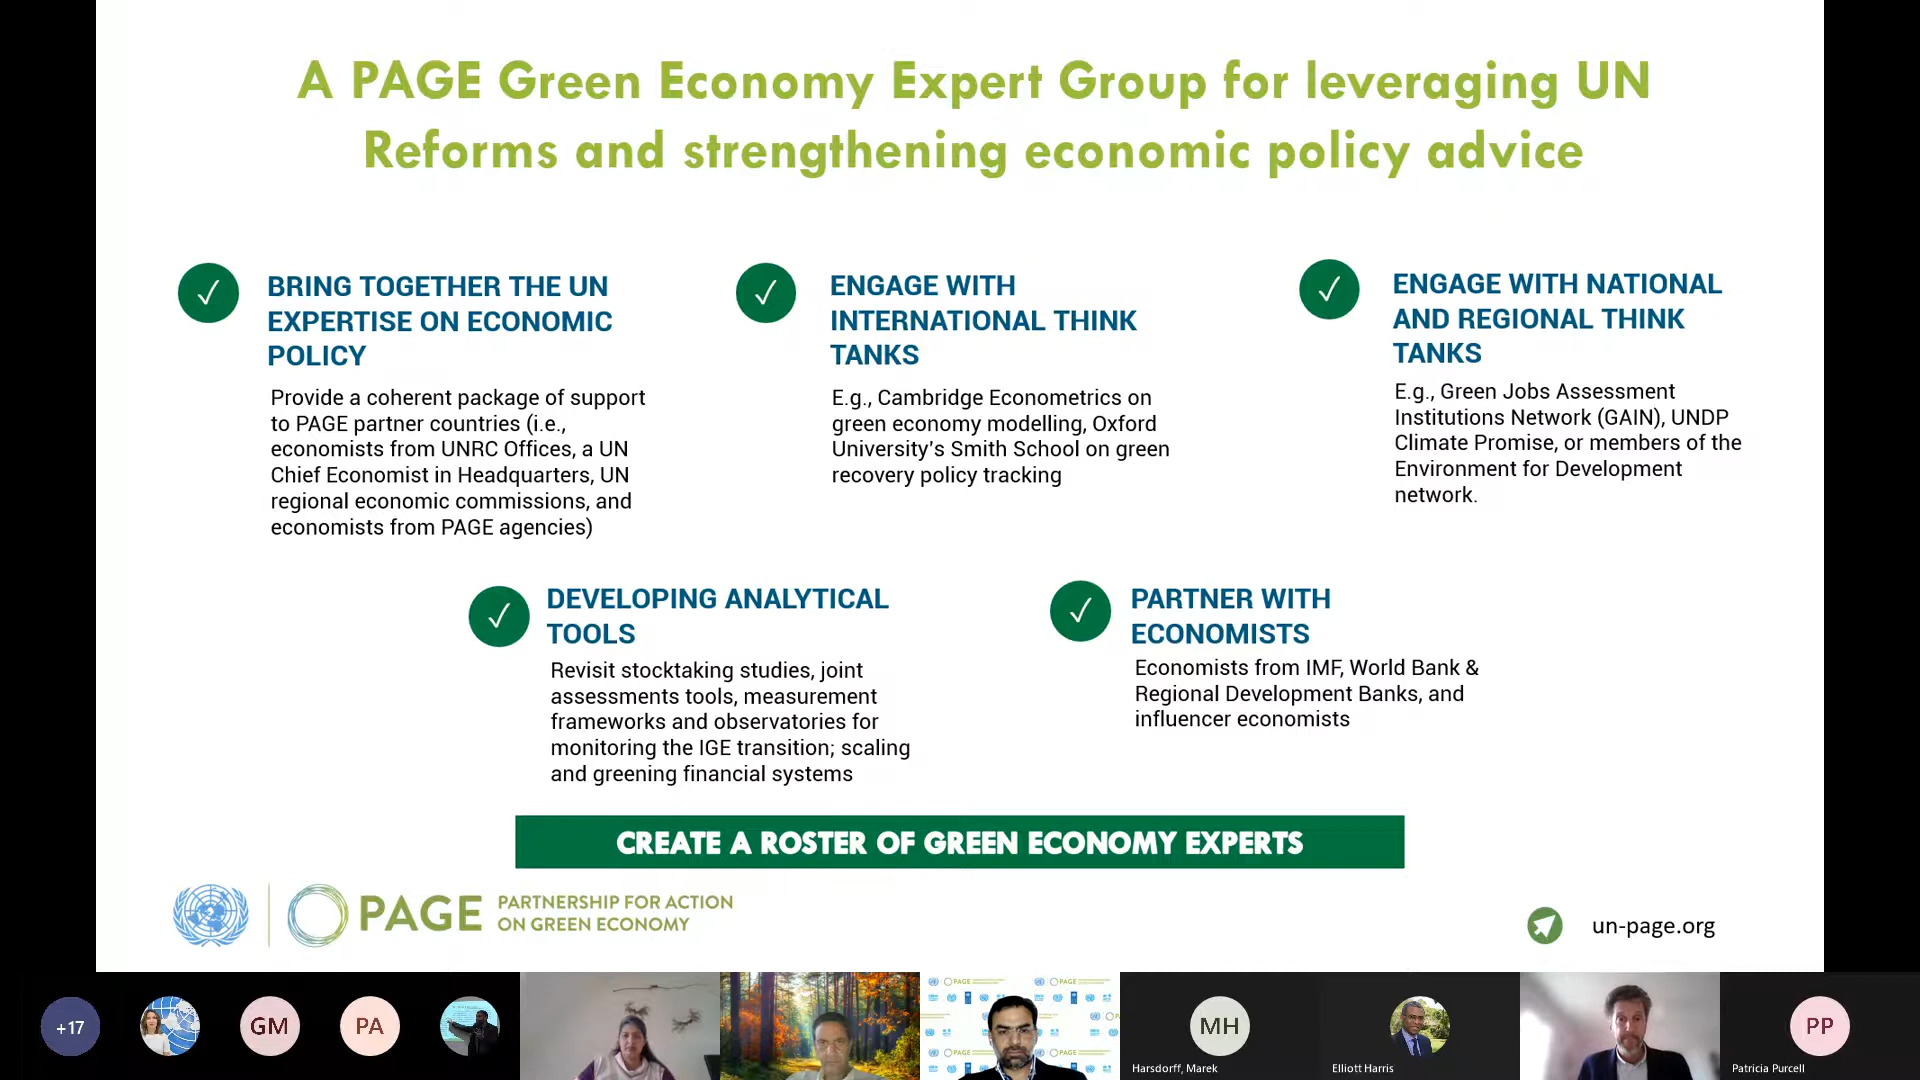 A PAGE Green Economy Expert Group for leveraging UN
Reforms and strengthening economic policy advice
BRING TOGETHER THE UN
EXPERTISE ON ECONOMIC
POLICY
Provide a coherent package of support
to PAGE partner countries (i.e.,
economists from UNRC Offices, a UN
Chief Economist in Headquarters, UN
regional economic commissions, and
economists from PAGE agencies)
ENGAGE WITH
INTERNATIONAL THINK
TANKS
E.g., Cambridge Econometrics on
green economy modelling, Oxford
University's Smith School on green
recovery policy tracking
ENGAGE WITH NATIONAL
AND REGIONAL THINK
TANKS
E.g., Green Jobs Assessment
Institutions Network (GAIN), UNDP
Climate Promise, or members of the
Environment for Development
network.
DEVELOPING ANALYTICAL
TOOLS
Revisit stocktaking studies, joint
assessments tools, measurement
frameworks and observatories for
monitoring the IGE transition; scaling
and greening financial systems
PARTNER WITH
ECONOMISTS
Economists from IMF, World Bank &
Regional Development Banks, and
influencer economists
CREATE A ROSTER OF GREEN ECONOMY EXPERTS
PAGE
PARTNERSHIP FOR ACTION
ON GREEN ECONOMY
un-page.org
+17
GM
PA
PAGE
PAGE
PAGE
PAGE
MH
Harsdorff, Marek
Elliott Harris
PP
Patricia Purcell